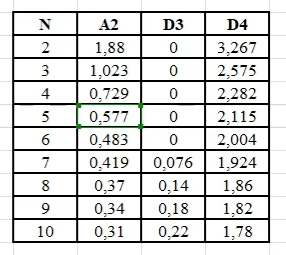 N A2 D3 D4
2 1,88 0 3,267
3 1,023 0 2,575
4 0,729 0 2,282
5 0,577 0 2,115
6 0,483 0 2,004
7 0,419 0,076 1,924
8 0,37 0,14 1,86
9 0,34 0,18 1,82
10 0,31 0,22 1,78